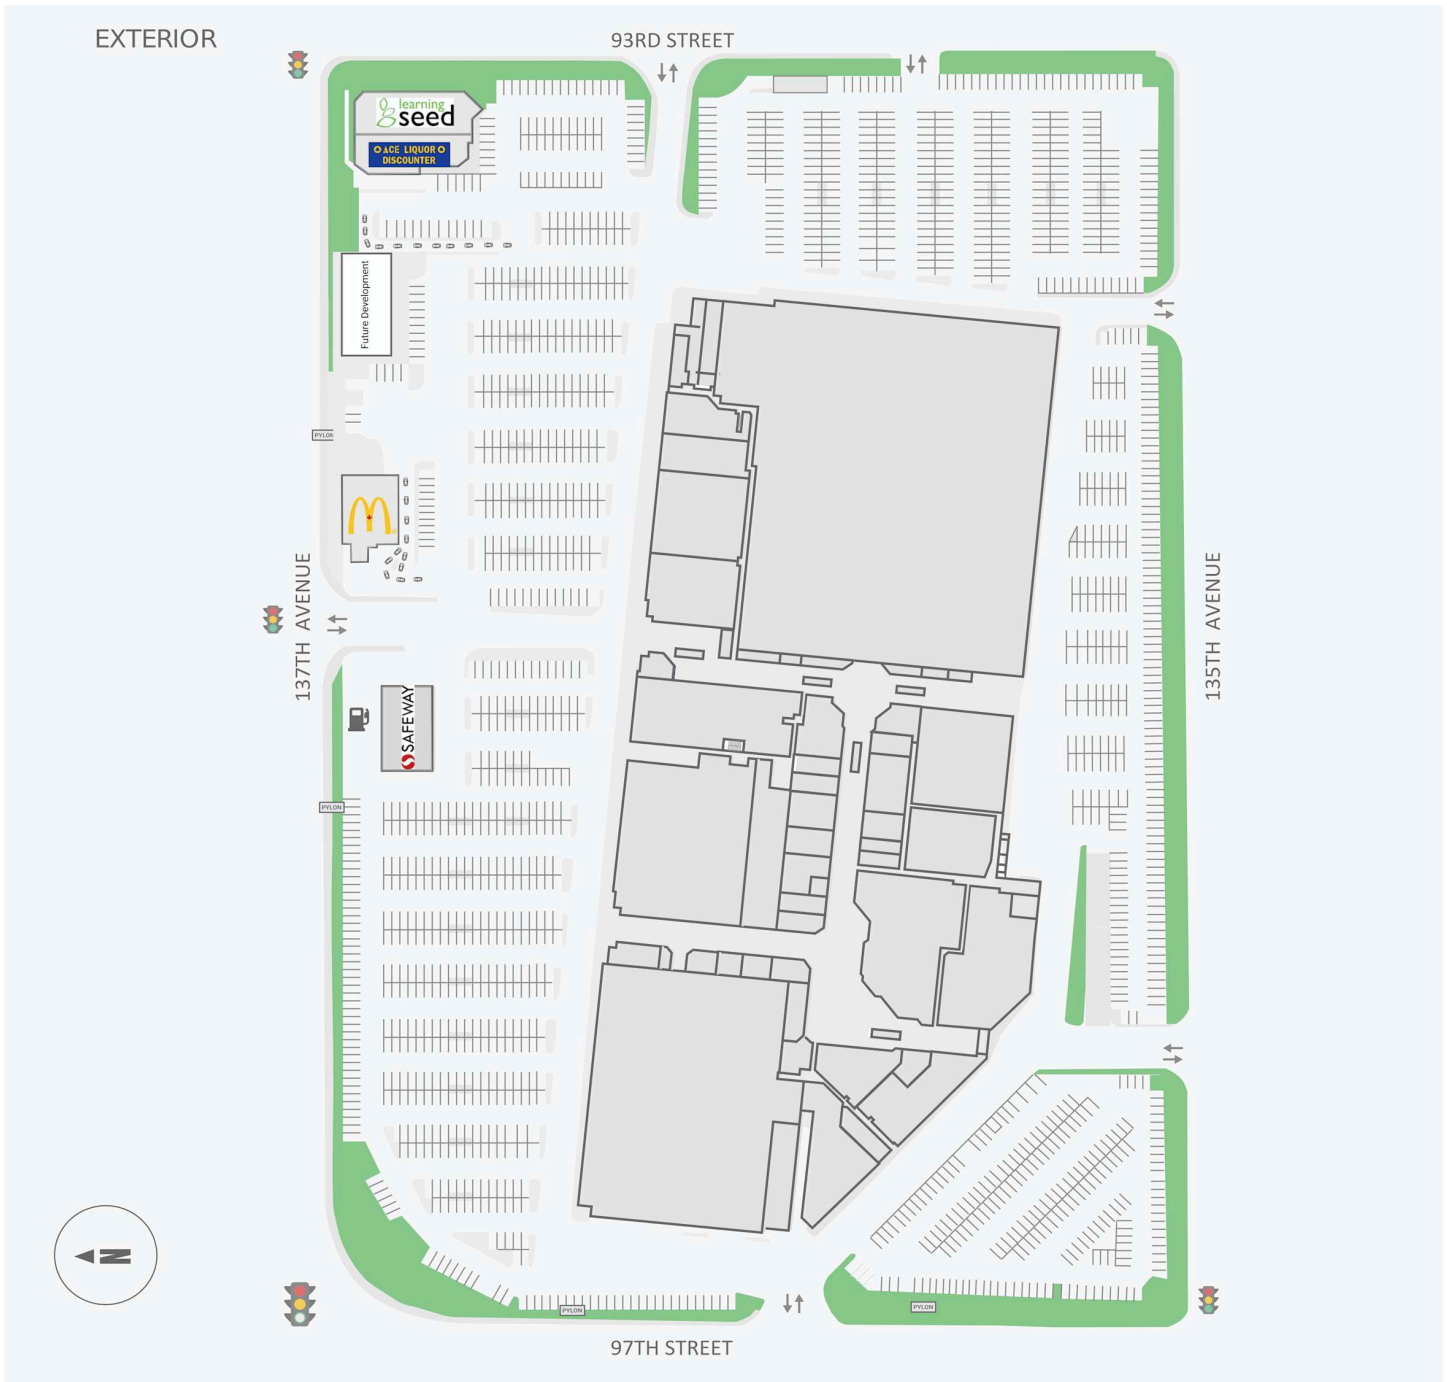 EXTERIOR
93RD STREET
learning
seed
ACE LIQUOR
DISCOUNTER
Future Development
PYLON
137TH AVENUE
135TH AVENUE
SAFEWAY
PYLON
N
PYLON
PYLON
97TH STREET